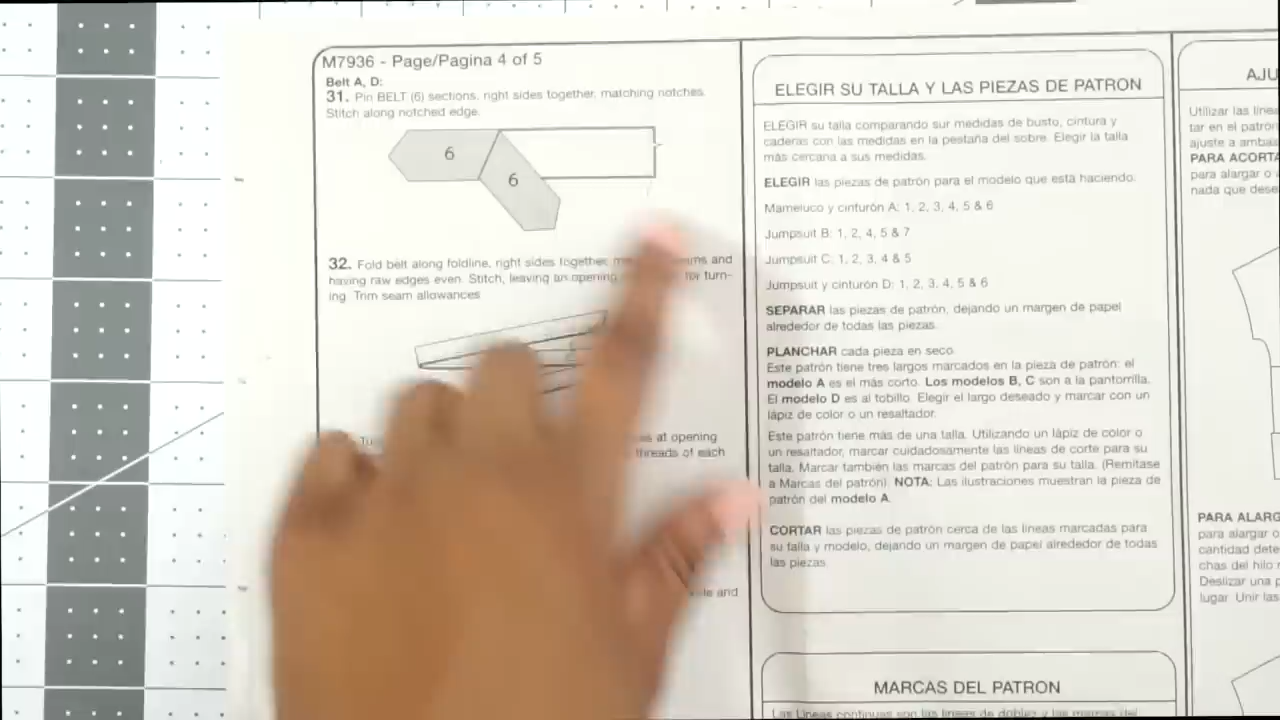 M7936 - Page/Pagina 4 of 5
Belt A, D:
31. Pin BELT (6) sections, right sides together, matching notches.
Stitch along notched edge.
6
6
32. Fold belt along foldline, right sides together, and
having raw edges even. Stitch, leaving an opening for turn-
ing. Trim seam allowances
at opening
threads of each
and
ELEGIR SU TALLA Y LAS PIEZAS DE PATRON
ELEGIR su talla comparando sur medidas de busto, cintura y
caderas con las medidas en la pestaña del sobre. Elegir la talla
más cercana a sus medidas.
ELEGIR las piezas de patrón para el modelo que está haciendo.
Mameluco y cinturón A: 1, 2, 3, 4, 5 & 6
Jumpsuit B: 1, 2, 4, 5 & 7
Jumpsuit C: 1, 2, 3, 4 & 5
Jumpsuit y cinturón D: 1, 2, 3, 4, 5 & 6
SEPARAR las piezas de patrón, dejando un margen de papel
alrededor de todas las piezas.
PLANCHAR cada pieza en seco
Este patrón tiene tres largos marcados en la pieza de patrón: el
modelo A es el más corto. Los modelos B, C son a la pantorrilla.
El modelo D es al tobillo. Elegir el largo deseado y marcar con un
lápiz de color o un resaltador.
Este patrón tiene más de una talla. Utilizando un lápiz de color o
un resaltador, marcar cuidadosamente las líneas de corte para su
talla. Marcar también las marcas del patrón para su talla. (Remitase
a Marcas del patrón). NOTA: Las ilustraciones muestran la pieza de
patrón del modelo A.
CORTAR las piezas de patrón cerca de las líneas marcadas para
su talla y modelo, dejando un margen de papel alrededor de todas
las piezas.
MARCAS DEL PATRON
Las Líneas continuas son las líneas de doblez y las marcas del
AJU
Utilizar las línea
tar en el patrón
ajuste a ambas
PARA ACORTA
para alargar o
nada que dese
PARA ALARG
para alargar o
cantidad dete
chas del hilo
Deslizar una p
lugar. Unir las